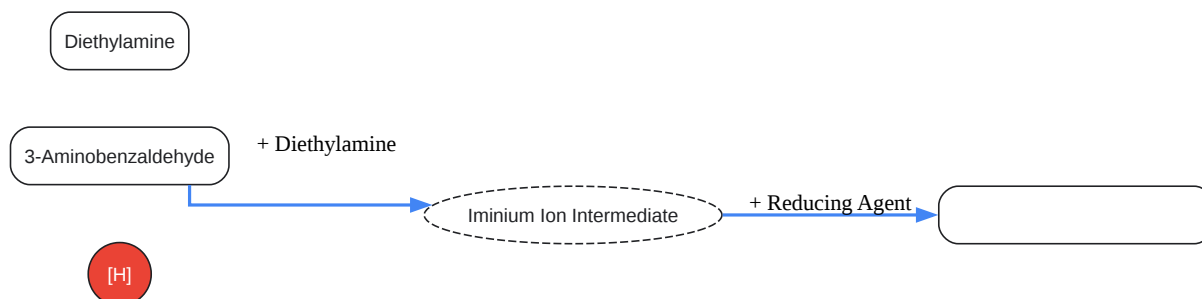 Diethylamine
3-Aminobenzaldehyde
+ Diethylamine
Iminium Ion Intermediate
+ Reducing Agent
[H]